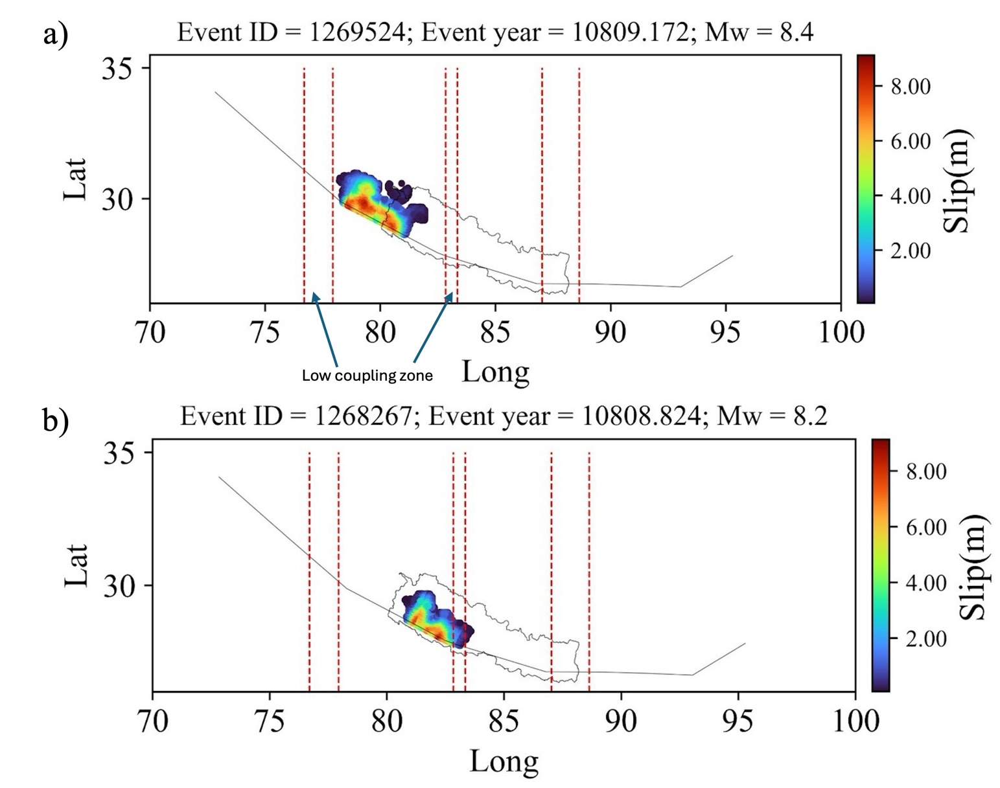 a)
Event ID = 1269524; Event year = 10809.172; Mw = 8.4
35
30
Lat
70 75 80 85 90 95 100
Long
Low coupling zone
8.00
6.00
4.00
2.00
Slip(m)
b)
Event ID = 1268267; Event year = 10808.824; Mw = 8.2
35
30
Lat
70 75 80 85 90 95 100
Long
8.00
6.00
4.00
2.00
Slip(m)